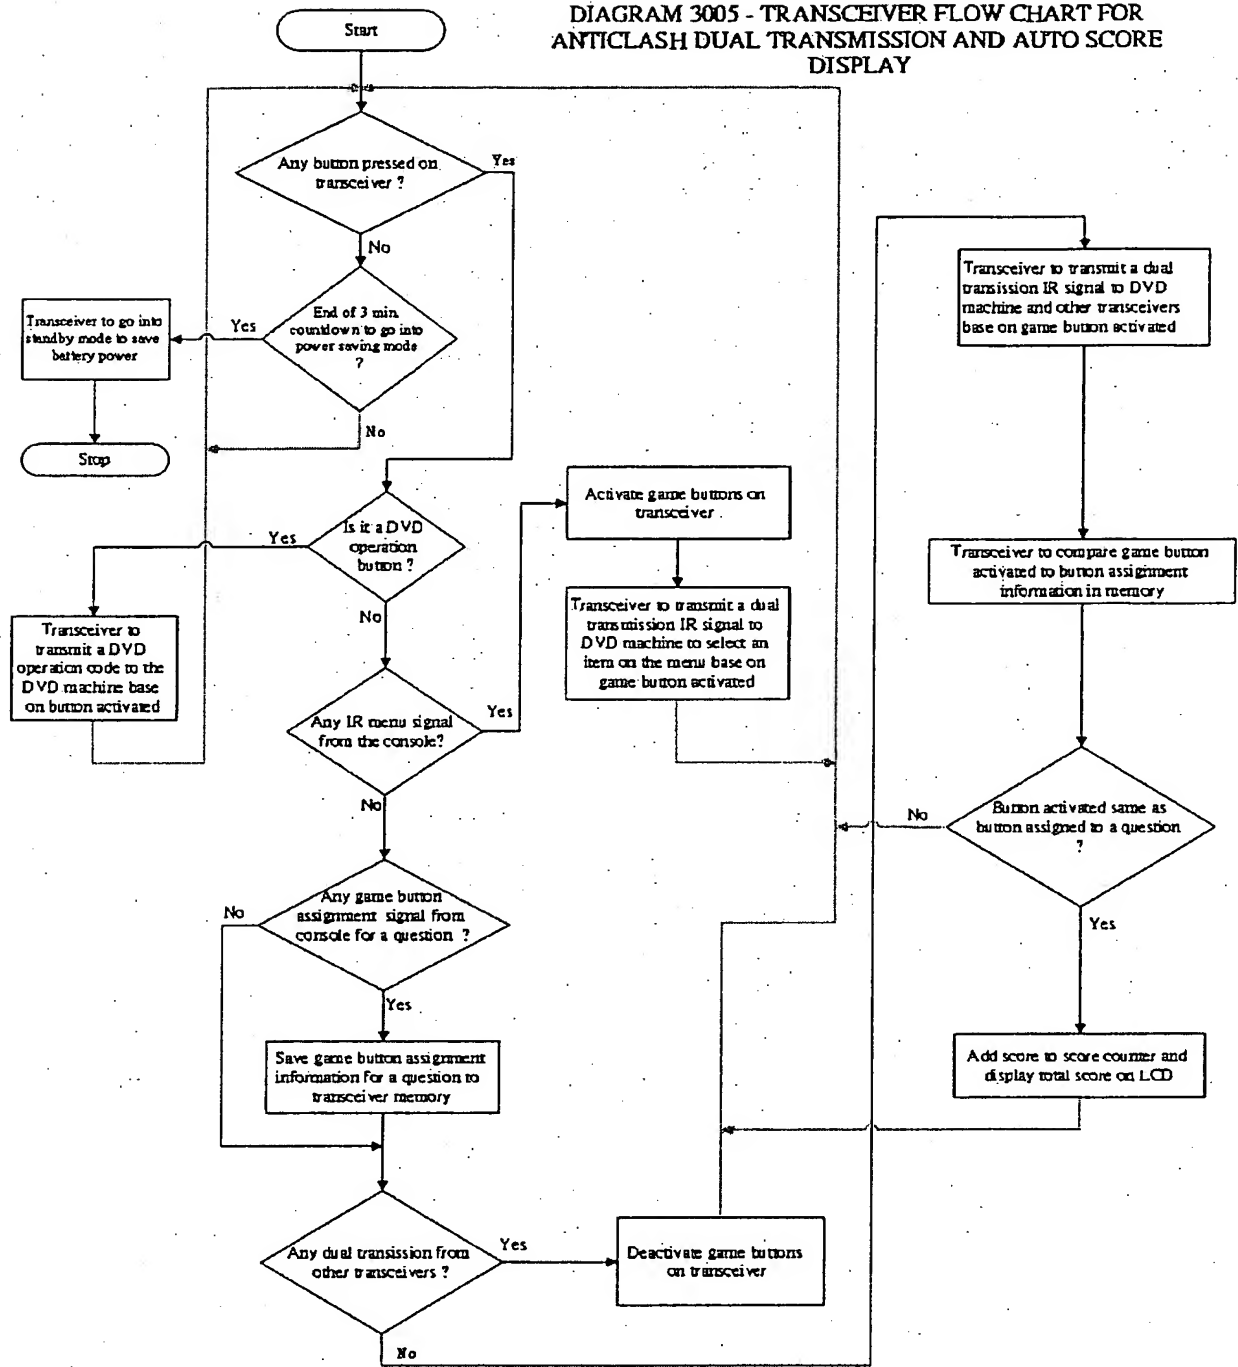 DIAGRAM 3005 - TRANSCEIVER FLOW CHART FOR
ANTICLASH DUAL TRANSMISSION AND AUTO SCORE
DISPLAY
Start
Any button pressed on
transceiver ?
Yes
No
End of 3 min.
countdown to go into
power saving mode
?
Yes
Transceiver to go into
standby mode to save
battery power
Stop
No
Is it a DVD
operation
button ?
Yes
Transceiver to
transmit a DVD
operation code to the
DVD machine base
on button activated
No
Any IR menu signal
from the console?
Yes
Activate game buttons on
transceiver
Transceiver to transmit a dual
transmission IR signal to
DVD machine to select an
item on the menu base on
game button activated
No
Any game button
assignment signal from
console for a question ?
No
Yes
Save game button assignment
information for a question to
transceiver memory
Any dual transission from
other transceivers ?
Yes
Deactivate game buttons
on transceiver
No
Transceiver to transmit a dual
transission IR signal to DVD
machine and other transceivers
base on game button activated
Transceiver to compare game button
activated to button assignment
information in memory
Button activated same as
button assigned to a question
?
No
Yes
Add score to score counter and
display total score on LCD